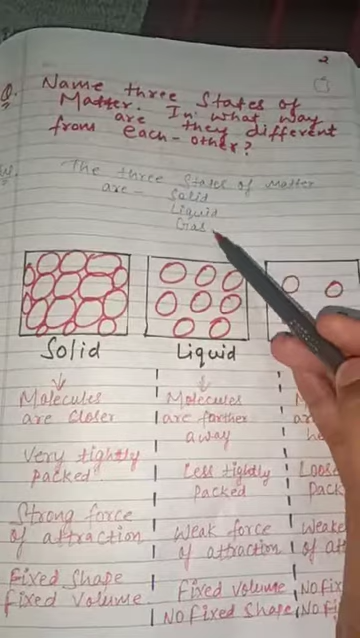 2
Q. Name three States of
Matter. In what way
are they different
from each-other?
The three States of matter
are - Solid
Liquid
Gas
Solid
Liquid
Molecules
are closer
Very tightly
Packed
Strong force
of attraction
Fixed Shape
Fixed Volume
Molecules
are farther
away
Less tightly
Packed
Weak force
of attraction
Fixed volume
No fixed Shape